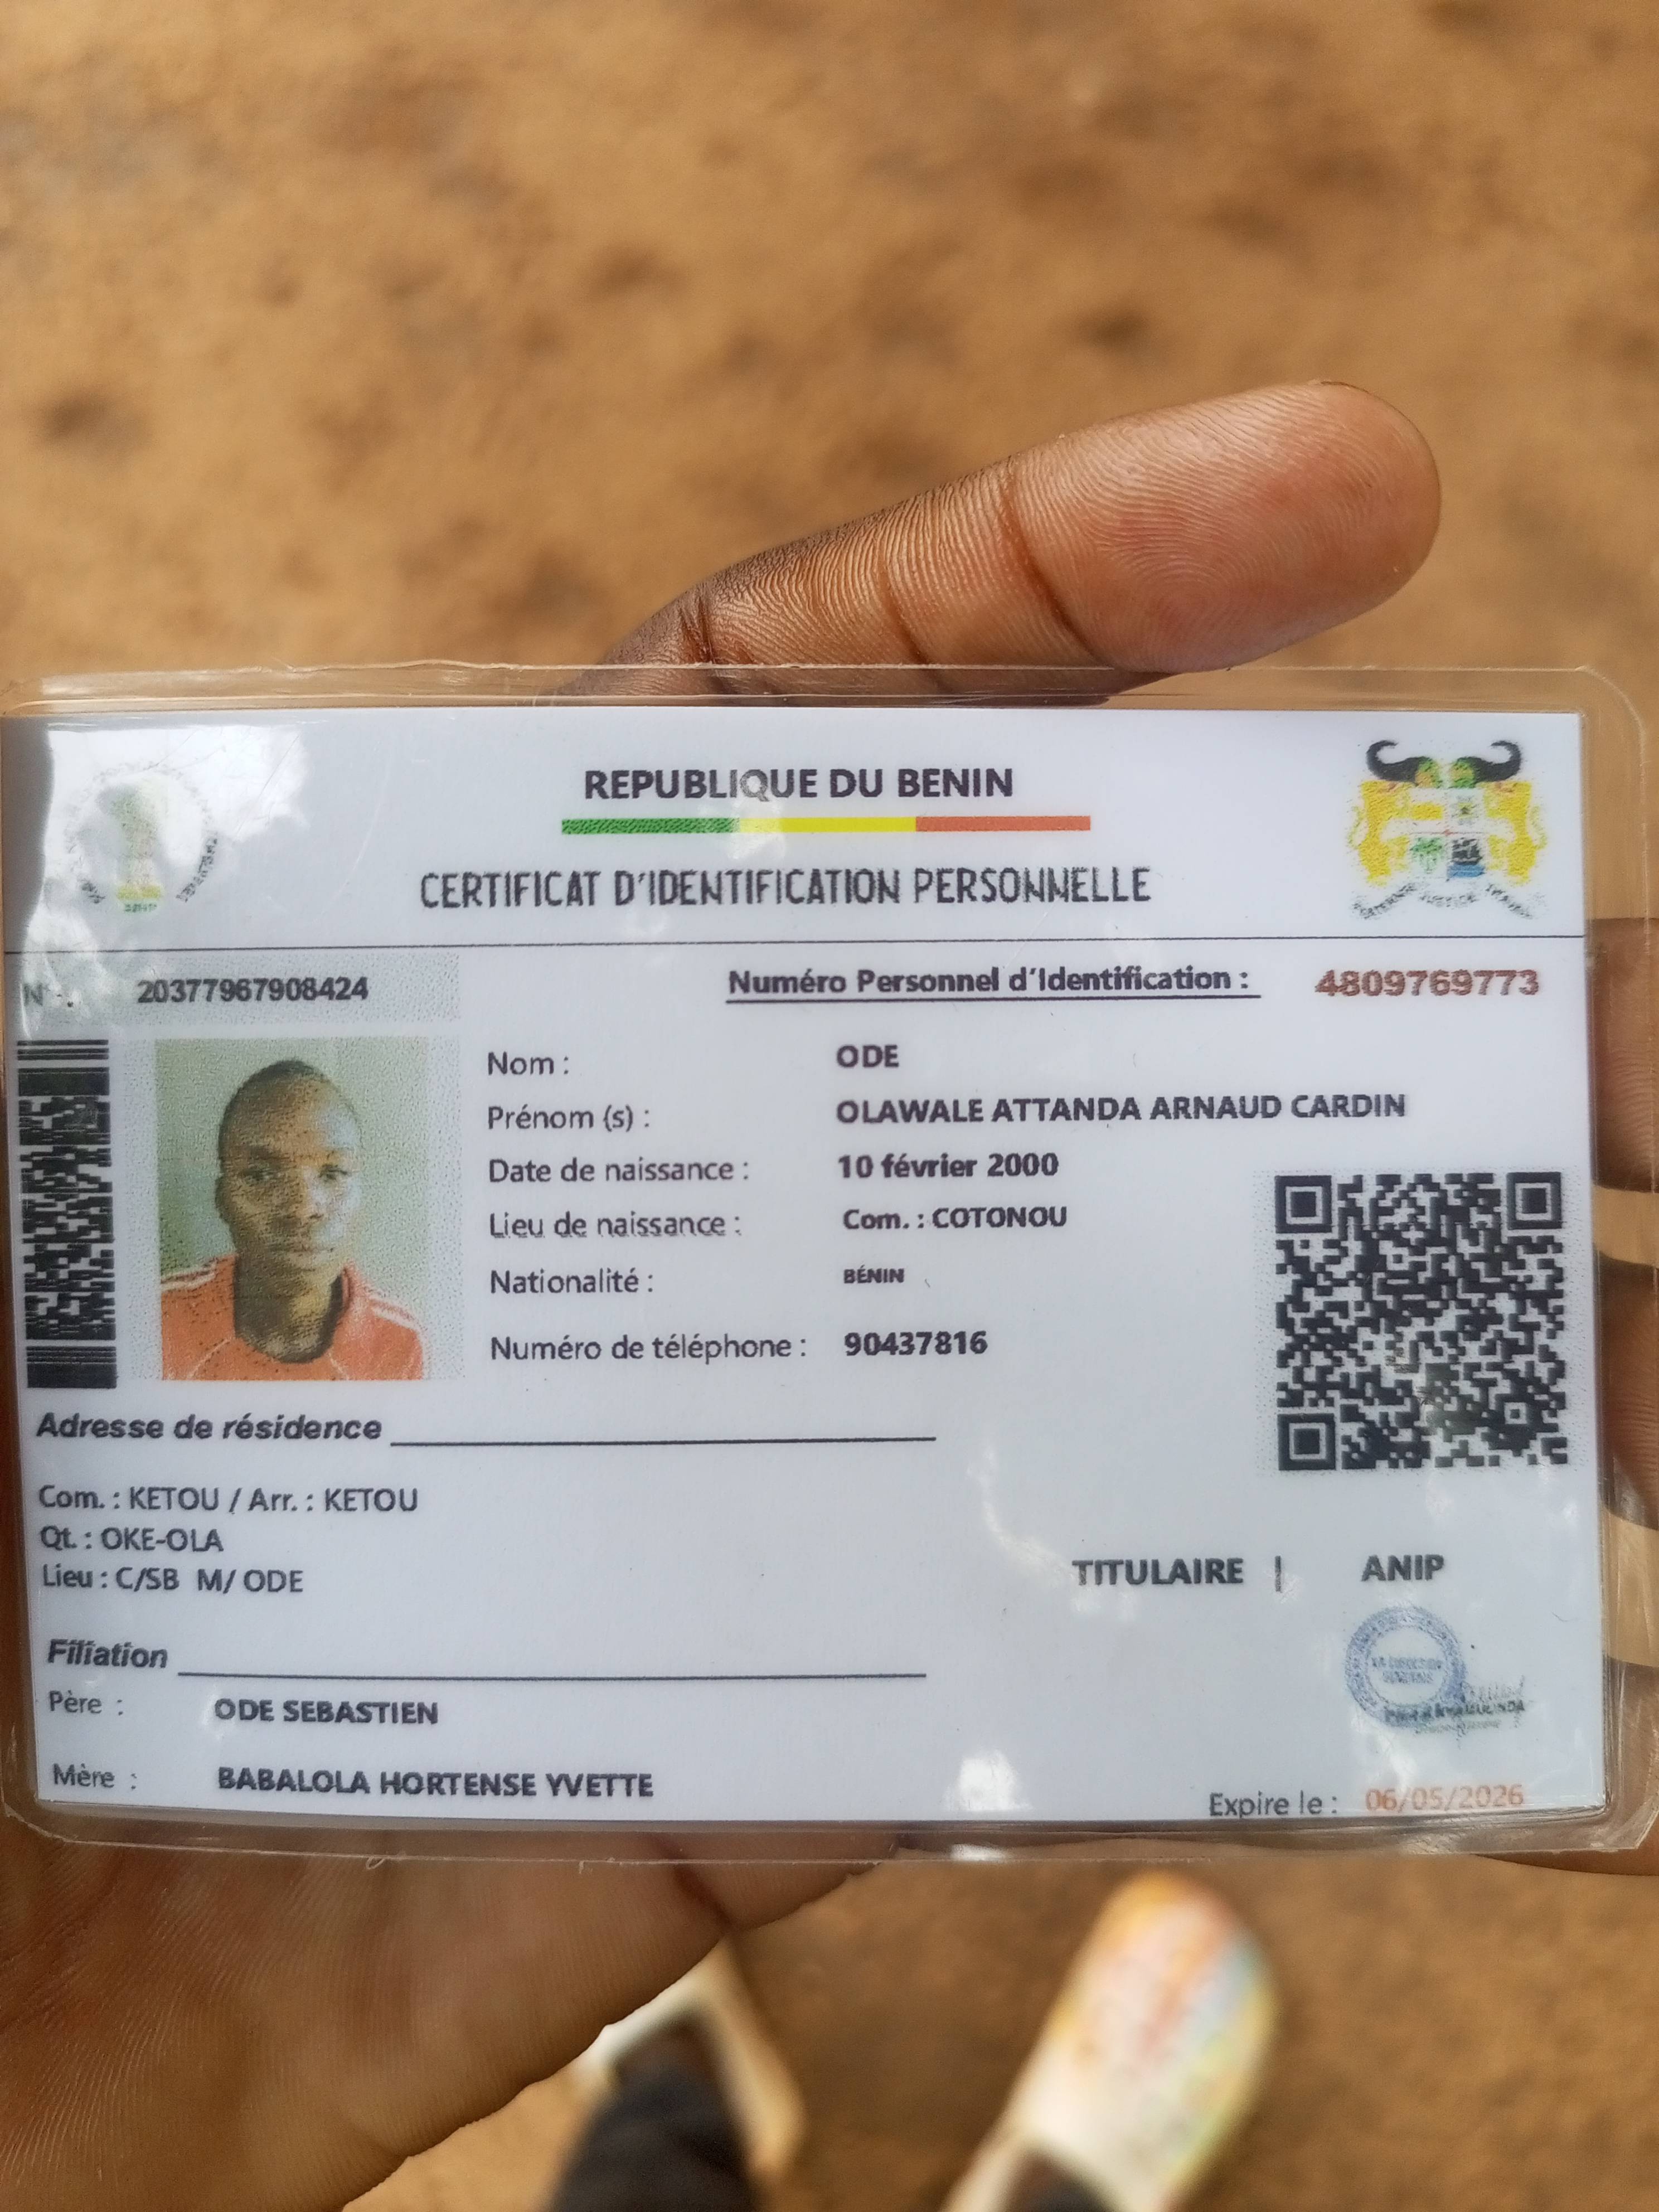 REPUBLIQUE DU BENIN
CERTIFICAT D'IDENTIFICATION PERSONNELLE
N° 20377967908424
Numéro Personnel d'Identification : 4809769773
Nom : ODE
Prénom (s) : OLAWALE ATTANDA ARNAUD CARDIN
Date de naissance : 10 février 2000
Lieu de naissance : Com. : COTONOU
Nationalité : BÉNIN
Numéro de téléphone : 90437816
Adresse de résidence
Com. : KETOU / Arr. : KETOU
Qt. : OKE-OLA
Lieu : C/SB M/ ODE
TITULAIRE | ANIP
Filiation
Père : ODE SEBASTIEN
Mère : BABALOLA HORTENSE YVETTE
Expire le : 06/05/2026